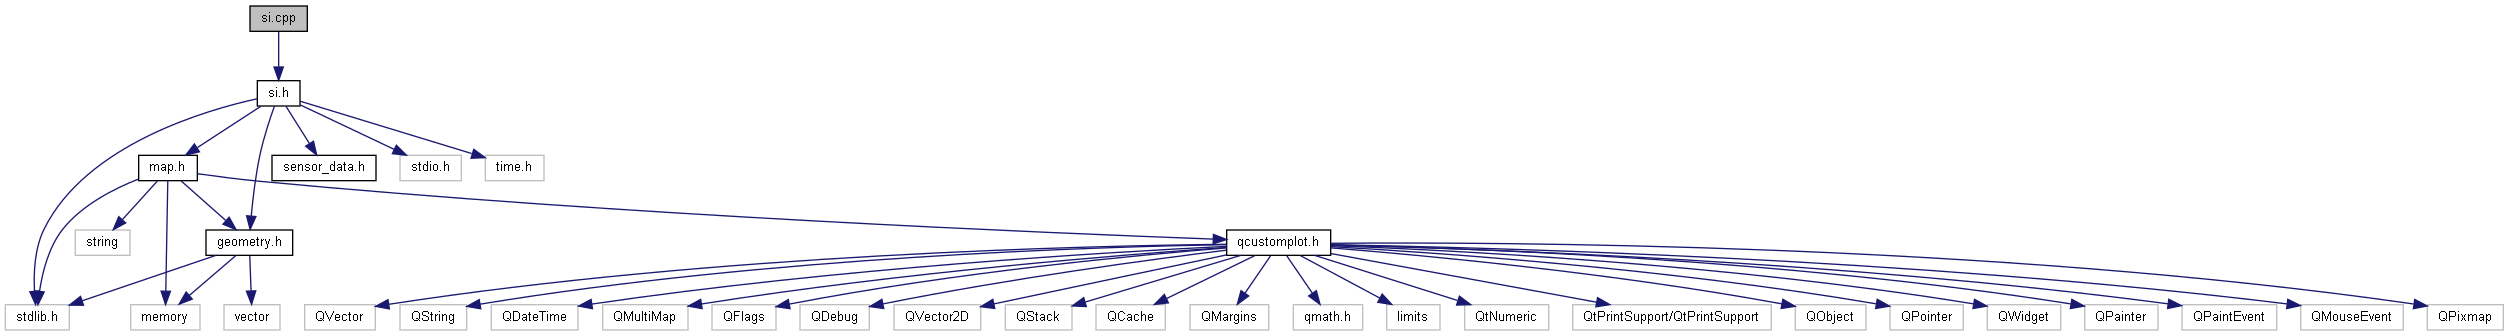 si.cpp
si.h
map.h
sensor_data.h
stdio.h
time.h
string
geometry.h
qcustomplot.h
stdlib.h
memory
vector
QVector
QString
QDateTime
QMultiMap
QFlags
QDebug
QVector2D
QStack
QCache
QMargins
qmath.h
limits
QtNumeric
QtPrintSupport/QtPrintSupport
QObject
QPointer
QWidget
QPainter
QPaintEvent
QMouseEvent
QPixmap